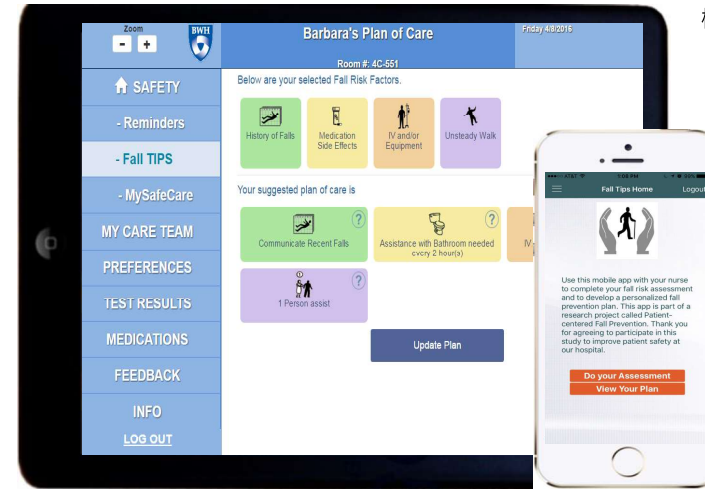 Zoom
- +
BWH
Barbara's Plan of Care
Room #: 4C-551
Friday 4/8/2016
SAFETY
- Reminders
- Fall TIPS
- MySafeCare
MY CARE TEAM
PREFERENCES
TEST RESULTS
MEDICATIONS
FEEDBACK
INFO
LOG OUT
Below are your selected Fall Risk Factors.
History of Falls
Medication
Side Effects
IV and/or
Equipment
Unsteady Walk
Your suggested plan of care is
?
Communicate Recent Falls
?
Assistance with Bathroom needed
every 2 hour(s)
IV
?
1 Person assist
Update Plan
AT&T
1:08 PM
Fall Tips Home
Logout
Use this mobile app with your nurse
to complete your fall risk assessment
and to develop a personalized fall
prevention plan. This app is part of a
research project called Patient-
centered Fall Prevention. Thank you
for agreeing to participate in this
study to improve patient safety at
our hospital.
Do your Assessment
View Your Plan